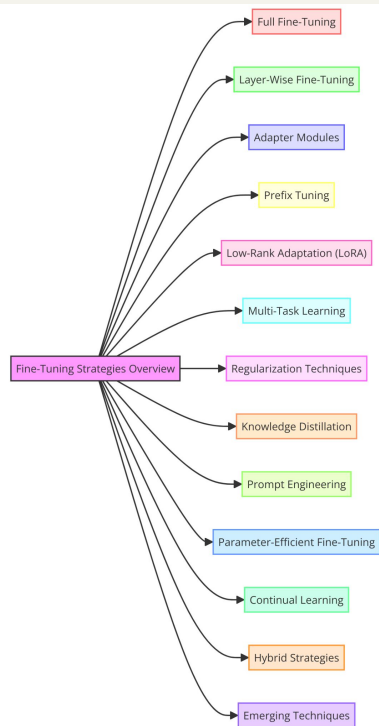 Full Fine-Tuning
Layer-Wise Fine-Tuning
Adapter Modules
Prefix Tuning
Low-Rank Adaptation (LoRA)
Multi-Task Learning
Fine-Tuning Strategies Overview
Regularization Techniques
Knowledge Distillation
Prompt Engineering
Parameter-Efficient Fine-Tuning
Continual Learning
Hybrid Strategies
Emerging Techniques